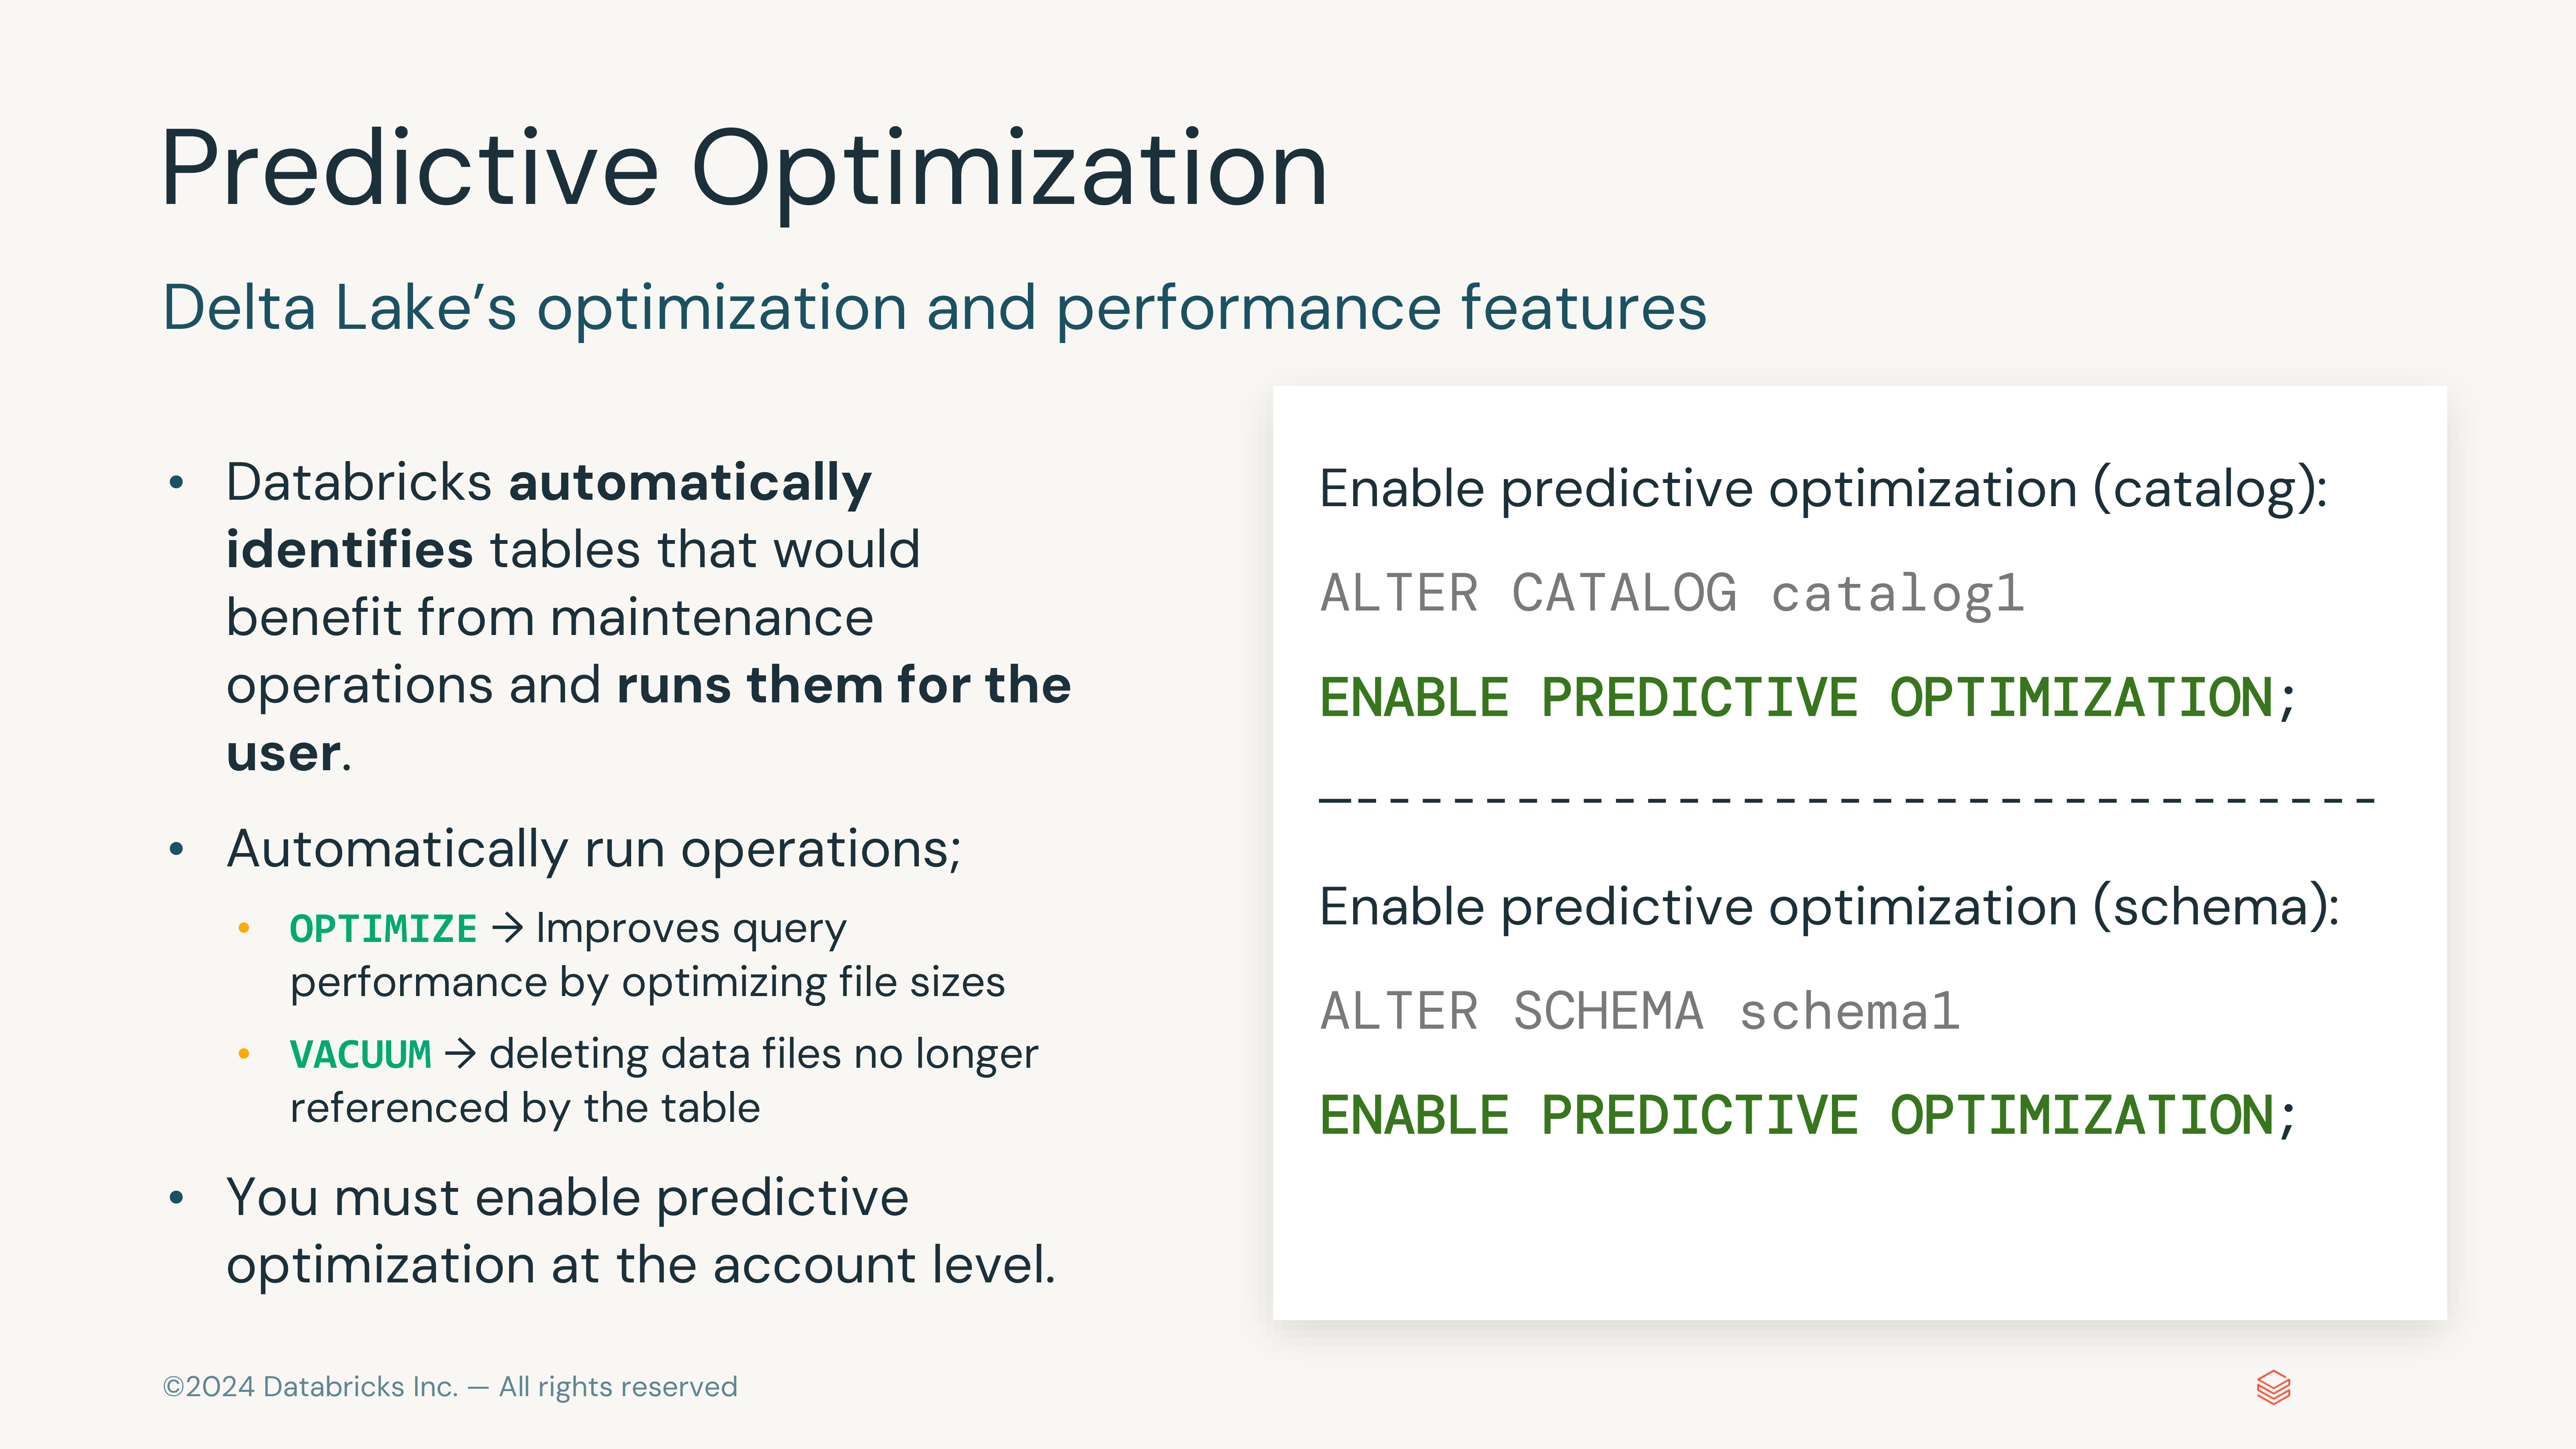 Predictive Optimization
Delta Lake’s optimization and performance features
• Databricks automatically
identifies tables that would
benefit from maintenance
operations and runs them for the
user.
• Automatically run operations;
• OPTIMIZE → Improves query
performance by optimizing file sizes
• VACUUM → deleting data files no longer
referenced by the table
• You must enable predictive
optimization at the account level.
Enable predictive optimization (catalog):
ALTER CATALOG catalog1
ENABLE PREDICTIVE OPTIMIZATION;
—---------------------------------
Enable predictive optimization (schema):
ALTER SCHEMA schema1
ENABLE PREDICTIVE OPTIMIZATION;
©2024 Databricks Inc. — All rights reserved